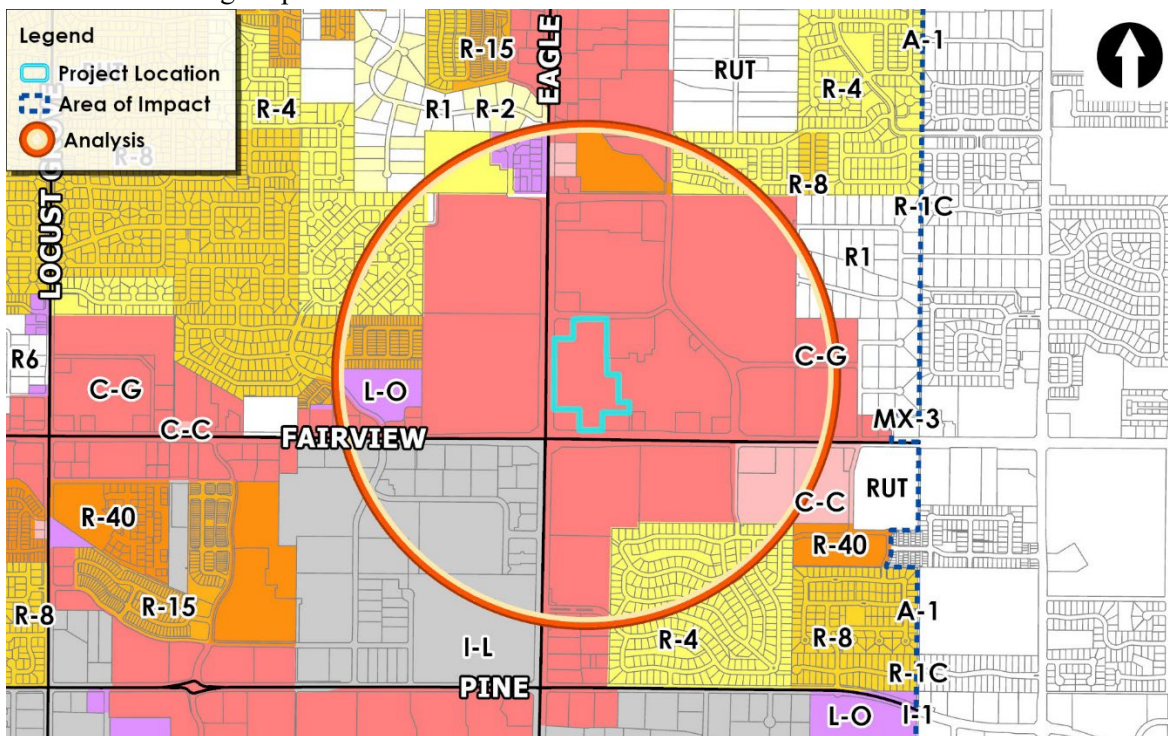 Legend
Project Location
Area of Impact
Analysis
RUT
R-4
R-8
R-15
R1
R-2
EAGLE
RUT
A-1
R-4
R-8
R-1C
R1
LOCUST GROVE
R6
C-G
C-C
L-O
FAIRVIEW
C-G
MX-3
C-C
RUT
R-40
R-40
R-15
R-8
I-L
R-4
R-8
A-1
R-1C
PINE
L-O
I-1